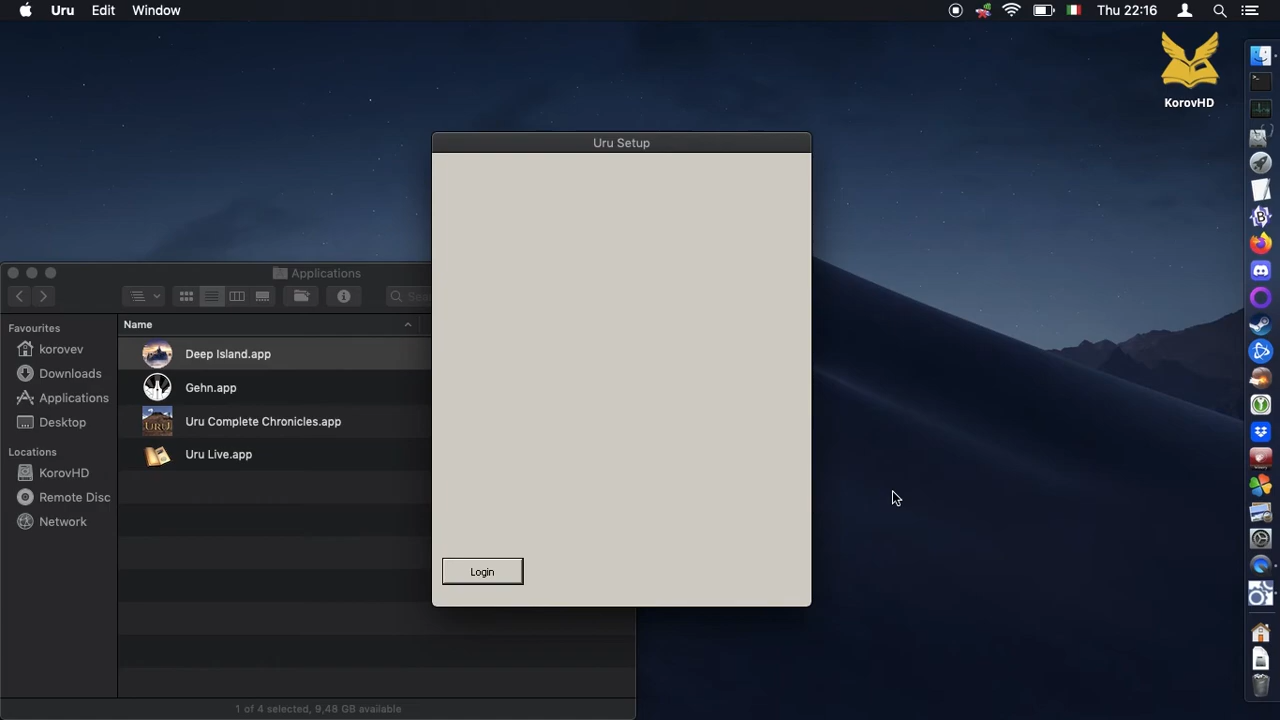 Uru Edit Window
Thu 22:16
KorovHD
Uru Setup
Login
Applications
Favourites
korovev
Downloads
Applications
Desktop
Locations
KorovHD
Remote Disc
Network
Name
Deep Island.app
Gehn.app
Uru Complete Chronicles.app
Uru Live.app
1 of 4 selected, 9,48 GB available